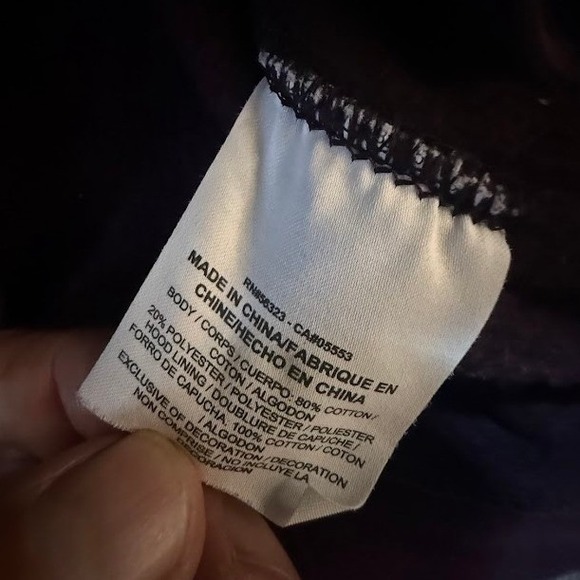 RN#56323 - CA#05553
MADE IN CHINA/FABRIQUE EN
CHINE/HECHO EN CHINA
BODY / CORPS / CUERPO: 80% COTTON /
COTON / ALGODON
20% POLYESTER / POLYESTER / POLIESTER
HOOD LINING / DOUBLURE DE CAPUCHE /
FORRO DE CAPUCHA 100% COTTON / COTON
/ ALGODON
EXCLUSIVE OF DECORATION / DECORATION
NON COMPRISE / NO INCLUYE LA
DECORACION